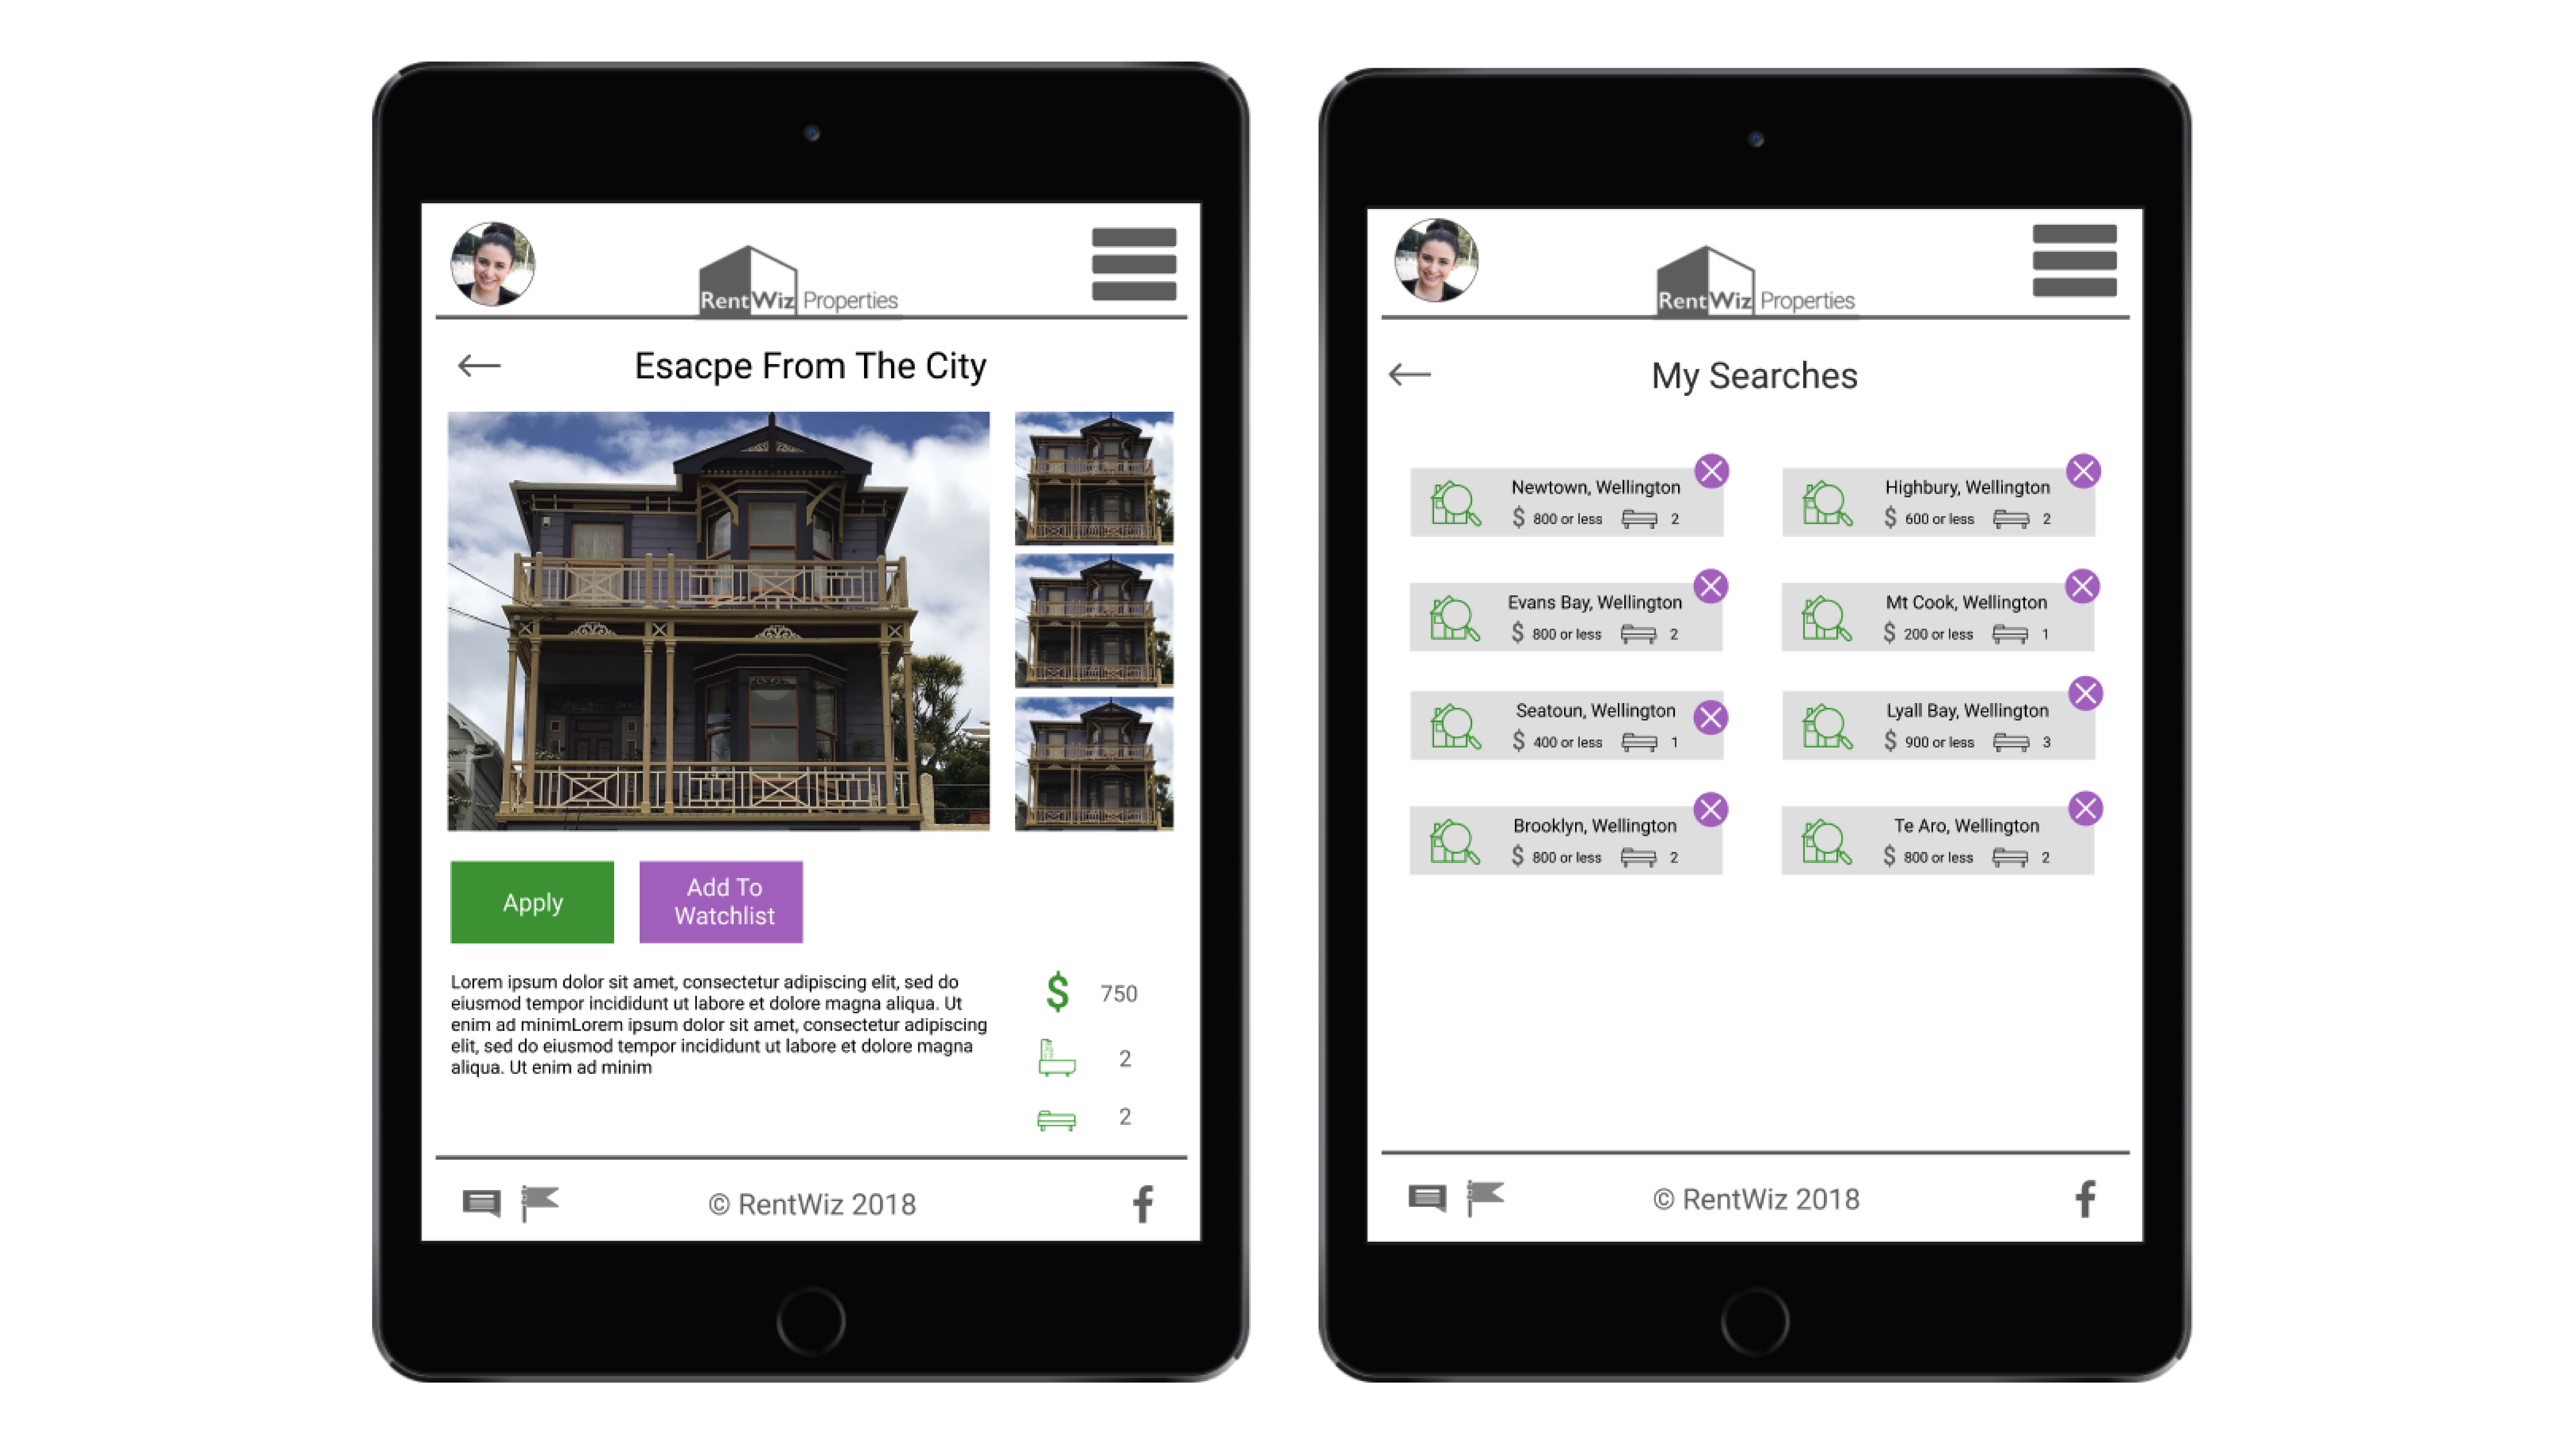 RentWiz Properties
Esacpe From The City
Apply
Add To
Watchlist
Lorem ipsum dolor sit amet, consectetur adipiscing elit, sed do
eiusmod tempor incididunt ut labore et dolore magna aliqua. Ut
enim ad minimLorem ipsum dolor sit amet, consectetur adipiscing
elit, sed do eiusmod tempor incididunt ut labore et dolore magna
aliqua. Ut enim ad minim
$ 750
2
2
© RentWiz 2018
f
RentWiz Properties
My Searches
Newtown, Wellington
$ 800 or less 2
Highbury, Wellington
$ 600 or less 2
Evans Bay, Wellington
$ 800 or less 2
Mt Cook, Wellington
$ 200 or less 1
Seatoun, Wellington
$ 400 or less 1
Lyall Bay, Wellington
$ 900 or less 3
Brooklyn, Wellington
$ 800 or less 2
Te Aro, Wellington
$ 800 or less 2
© RentWiz 2018
f